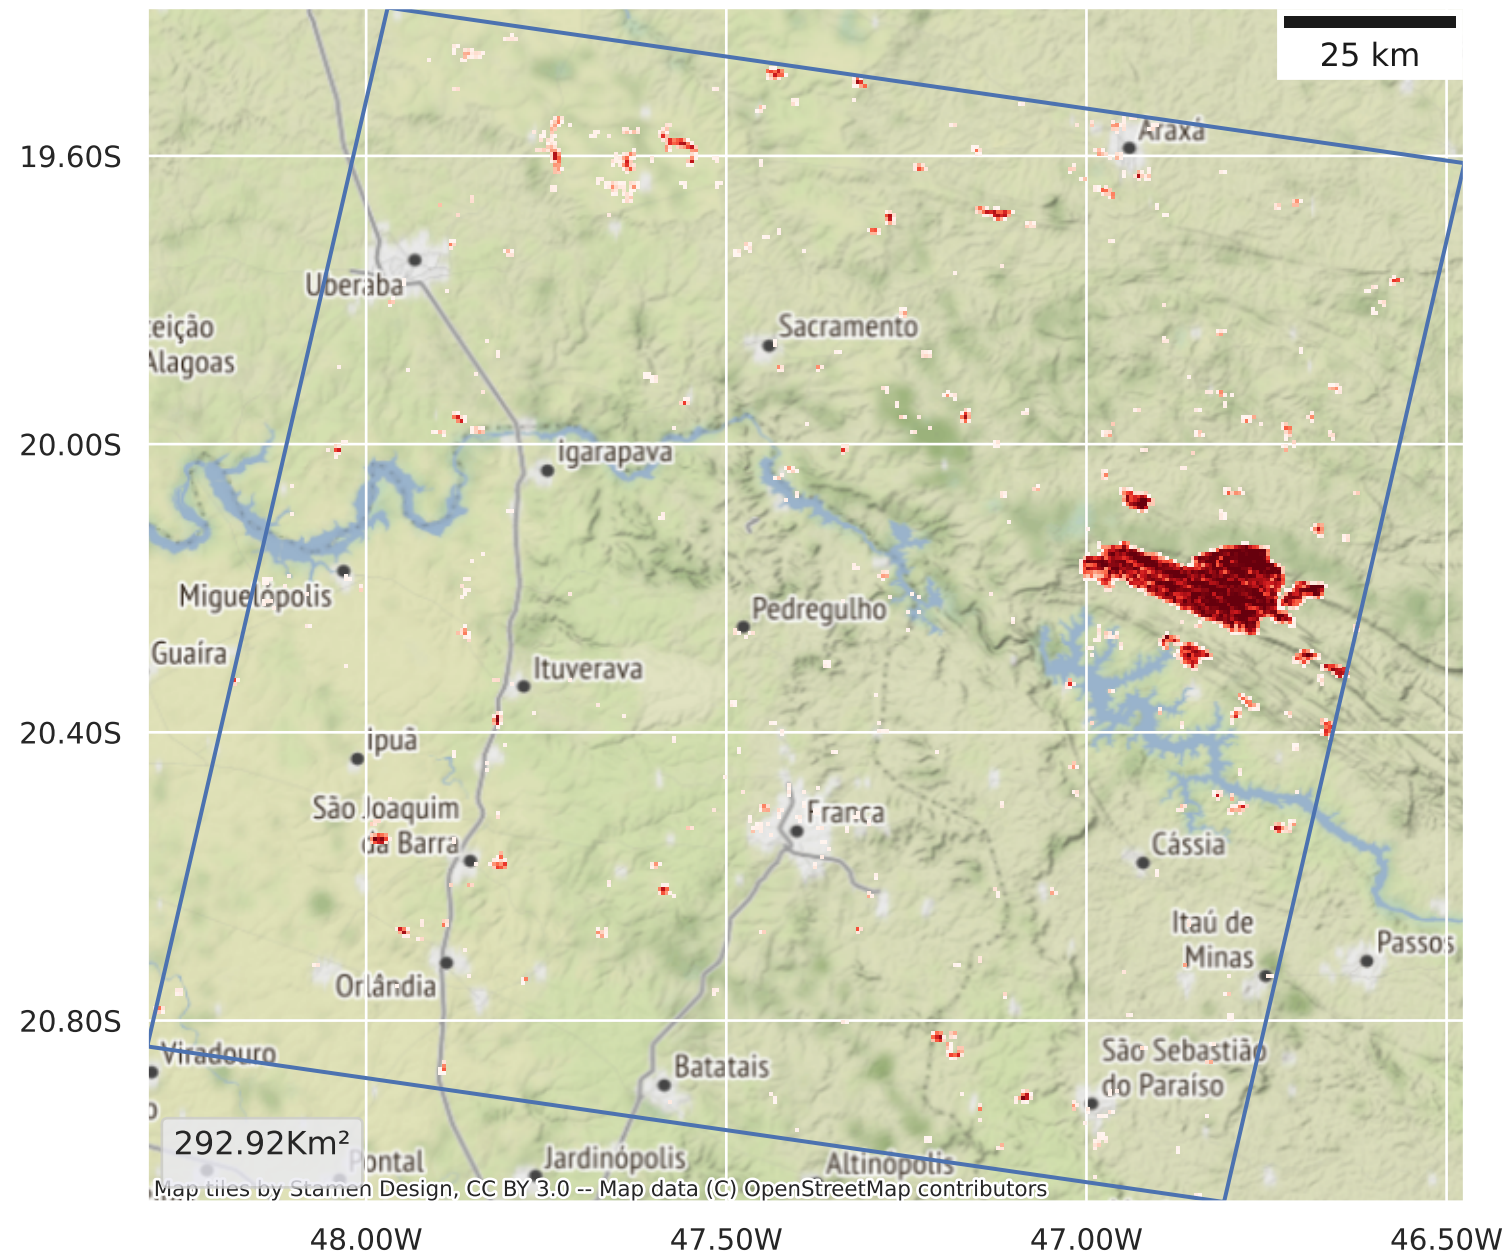 25 km
Araxá
19.60S
Uberaba
ceição
Alagoas
Sacramento
20.00S
Igarapava
Miguelópolis
Pedregulho
Guaíra
Ituverava
20.40S
Ipuã
São Joaquim
da Barra
Franca
Cássia
Itaú de
Minas
Passos
Orlândia
20.80S
Viradouro
Batatais
São Sebastião
do Paraíso
292.92Km²
Pontal
Jardinópolis
Altinópolis
Map tiles by Stamen Design, CC BY 3.0 -- Map data (C) OpenStreetMap contributors
48.00W 47.50W 47.00W 46.50W